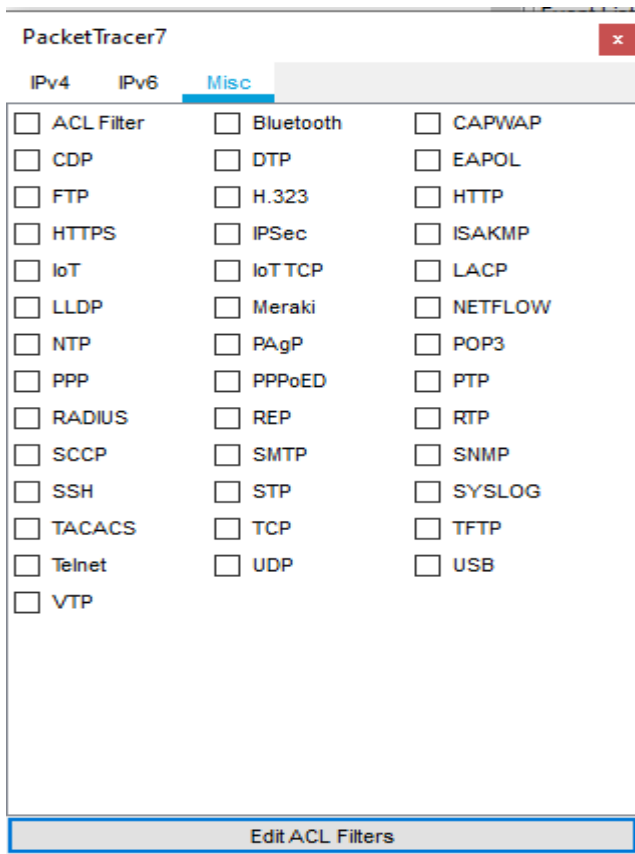 Event List
PacketTracer7
x
IPv4 IPv6 Misc
ACL Filter Bluetooth CAPWAP
CDP DTP EAPOL
FTP H.323 HTTP
HTTPS IPSec ISAKMP
IoT IoT TCP LACP
LLDP Meraki NETFLOW
NTP PAgP POP3
PPP PPPoED PTP
RADIUS REP RTP
SCCP SMTP SNMP
SSH STP SYSLOG
TACACS TCP TFTP
Telnet UDP USB
VTP
Edit ACL Filters